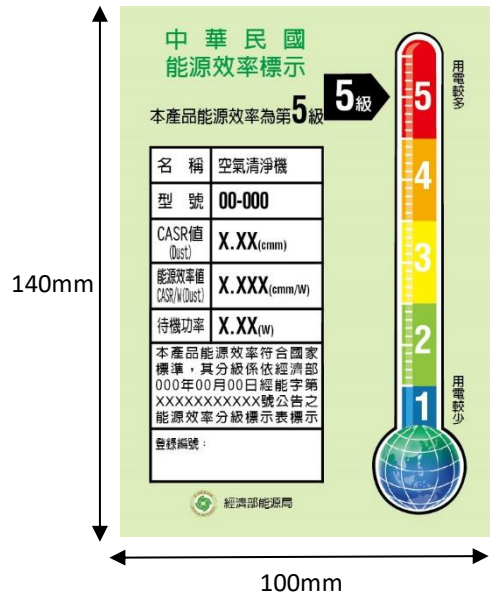 中華民國
能源效率標示
本產品能源效率為第5級
5級
名稱 空氣清淨機
型號 00-000
CASR值(Dust) X.XX(cmm)
能源效率值CASR/W(Dust) X.XXX(cmm/W)
待機功率 X.XX(W)
本產品能源效率符合國家
標準，其分級係依經濟部
000年00月00日經能字第
XXXXXXXXXXXX號公告之
能源效率分級標示表標示
登錄編號：
經濟部能源局
用電較多
5
4
3
2
1
用電較少
140mm
100mm